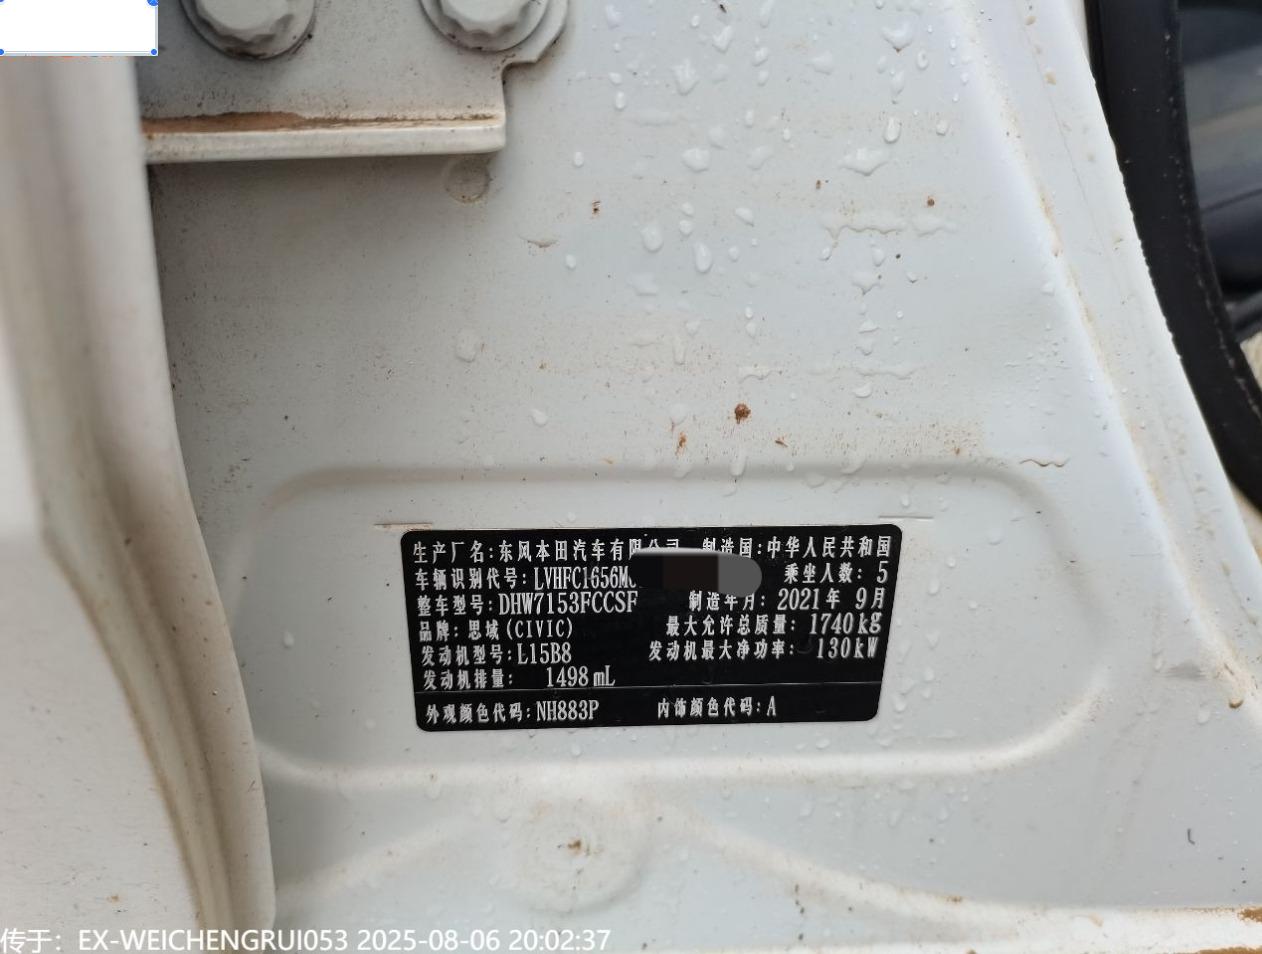 生产厂名:东风本田汽车有限公司 制造国:中华人民共和国
车辆识别代号:LVHFC1656M 乘坐人数: 5
整车型号:DHW7153FCCSF 制造年月: 2021年 9月
品牌: 思域(CIVIC) 最大允许总质量: 1740kg
发动机型号:L15B8 发动机最大净功率: 130kW
发动机排量: 1498mL
外观颜色代码:NH883P 内饰颜色代码:A
传于: EX-WEICHENGRUI053 2025-08-06 20:02:37